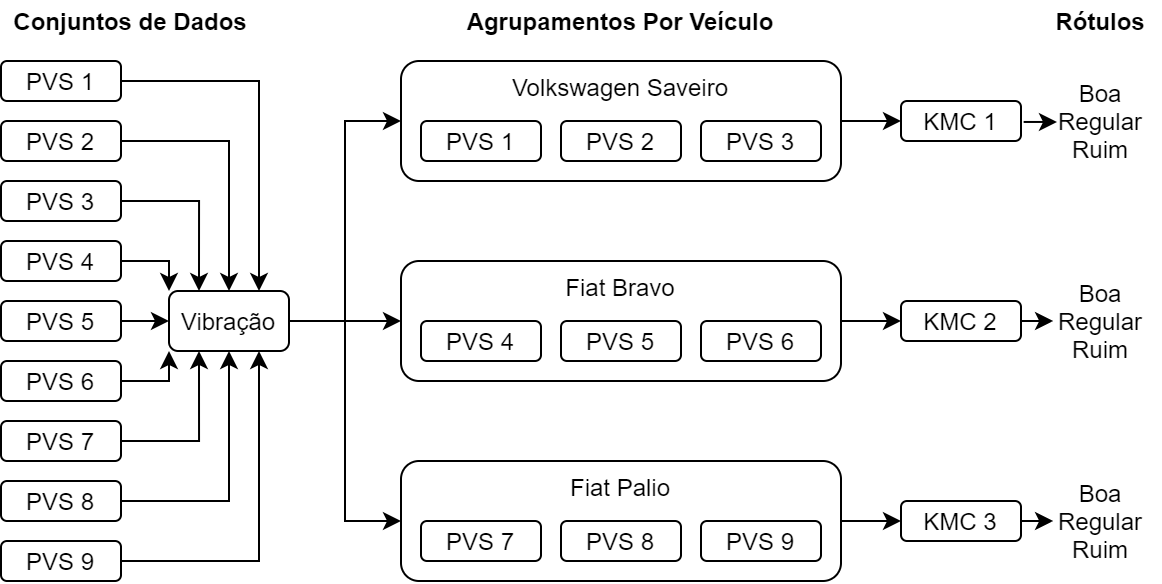 Conjuntos de Dados
Agrupamentos Por Veículo
Rótulos
PVS 1
PVS 2
PVS 3
PVS 4
PVS 5
PVS 6
PVS 7
PVS 8
PVS 9
Vibração
Volkswagen Saveiro
PVS 1 PVS 2 PVS 3
KMC 1
Boa
Regular
Ruim
Fiat Bravo
PVS 4 PVS 5 PVS 6
KMC 2
Boa
Regular
Ruim
Fiat Palio
PVS 7 PVS 8 PVS 9
KMC 3
Boa
Regular
Ruim